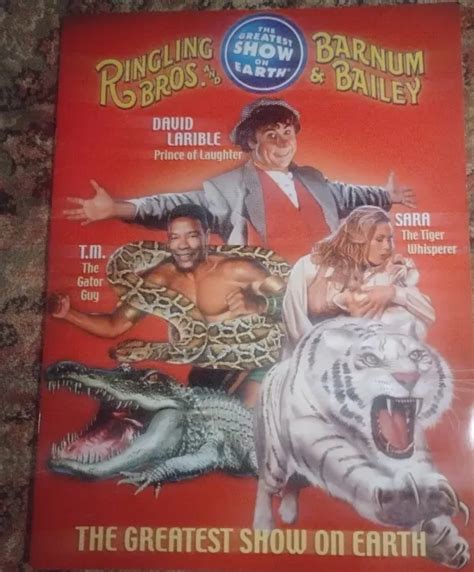 RINGLING BROS. AND
THE GREATEST SHOW ON EARTH®
BARNUM & BAILEY
DAVID LARIBLE
Prince of Laughter
T.M.
The Gator Guy
SARA
The Tiger Whisperer
THE GREATEST SHOW ON EARTH